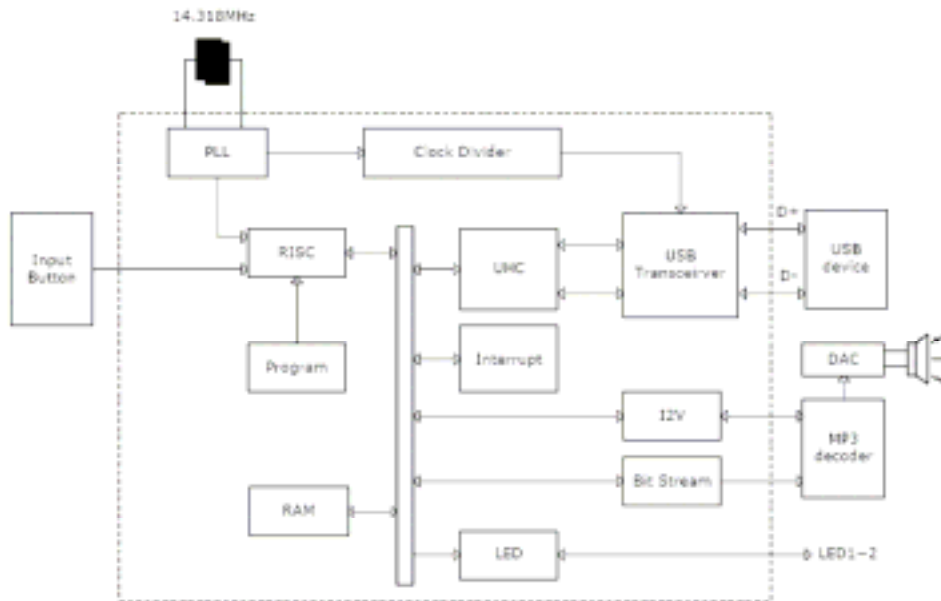 14.318MHz
PLL
Clock Divider
D+
Input
Button
RISC
UHC
USB
Transceirver
USB
device
D-
Program
Interrupt
DAC
I2V
MP3
decoder
Bit Stream
RAM
LED
LED1-2